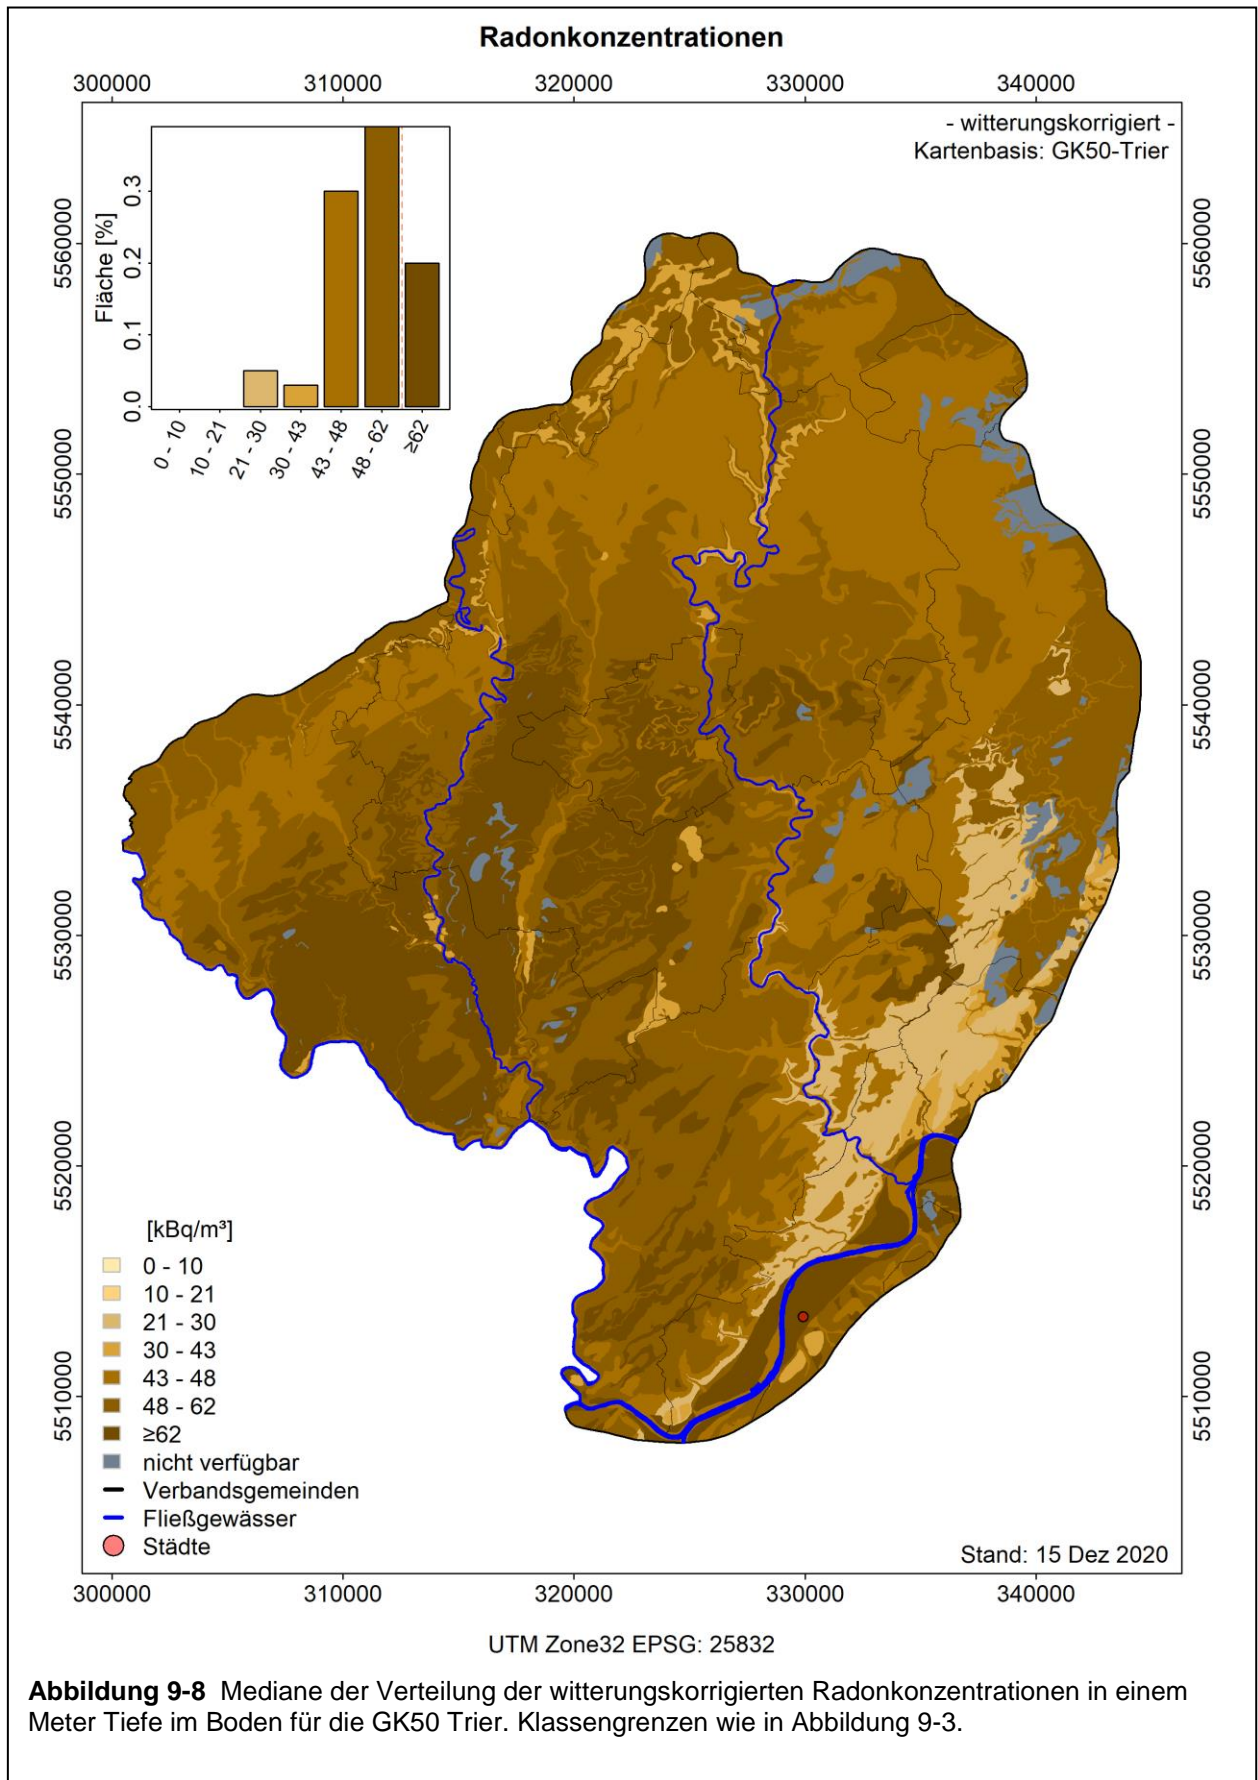 Radonkonzentrationen
300000 310000 320000 330000 340000
- witterungskorrigiert -
Kartenbasis: GK50-Trier
Fläche [%]
0.0 0.1 0.2 0.3
0 - 10 10 - 21 21 - 30 30 - 43 43 - 48 48 - 62 ≥62
5560000
5550000
5540000
5530000
5520000
5510000
5560000
5550000
5540000
5530000
5520000
5510000
[kBq/m³]
0 - 10
10 - 21
21 - 30
30 - 43
43 - 48
48 - 62
≥62
nicht verfügbar
Verbandsgemeinden
Fließgewässer
Städte
Stand: 15 Dez 2020
300000 310000 320000 330000 340000
UTM Zone32 EPSG: 25832
Abbildung 9-8 Mediane der Verteilung der witterungskorrigierten Radonkonzentrationen in einem
Meter Tiefe im Boden für die GK50 Trier. Klassengrenzen wie in Abbildung 9-3.